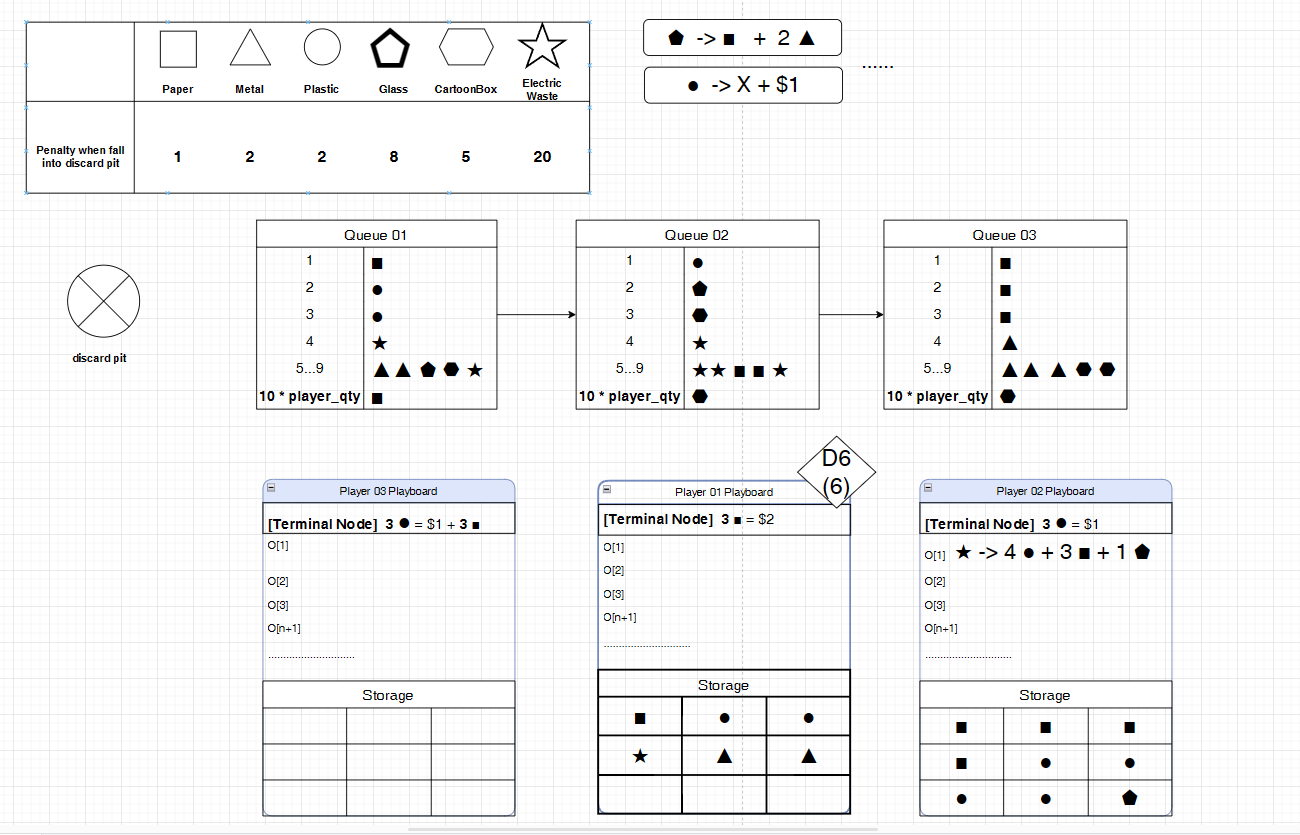 ⬟ -> ■ + 2 ▲
● -> X + $1
......
Paper Metal Plastic Glass CartoonBox Electric
Waste
Penalty when fall
into discard pit
1 2 2 8 5 20
discard pit
Queue 01
1 ■
2 ●
3 ●
4 ★
5...9 ▲ ▲ ⬟ ⬣ ★
10 * player_qty ■
Queue 02
1 ●
2 ⬟
3 ⬣
4 ★
5...9 ★ ★ ■ ■ ★
10 * player_qty ⬣
Queue 03
1 ■
2 ■
3 ■
4 ▲
5...9 ▲ ▲ ▲ ⬣ ⬣
10 * player_qty ⬣
Player 03 Playboard
[Terminal Node] 3 ● = $1 + 3 ■
O[1]
O[2]
O[3]
O[n+1]
.............................
Storage
D6
(6)
Player 01 Playboard
[Terminal Node] 3 ■ = $2
O[1]
O[2]
O[3]
O[n+1]
.............................
Storage
■ ● ●
★ ▲ ▲
Player 02 Playboard
[Terminal Node] 3 ● = $1
O[1] ★ -> 4 ● + 3 ■ + 1 ⬟
O[2]
O[3]
O[n+1]
.............................
Storage
■ ■ ■
■ ● ●
● ● ⬟